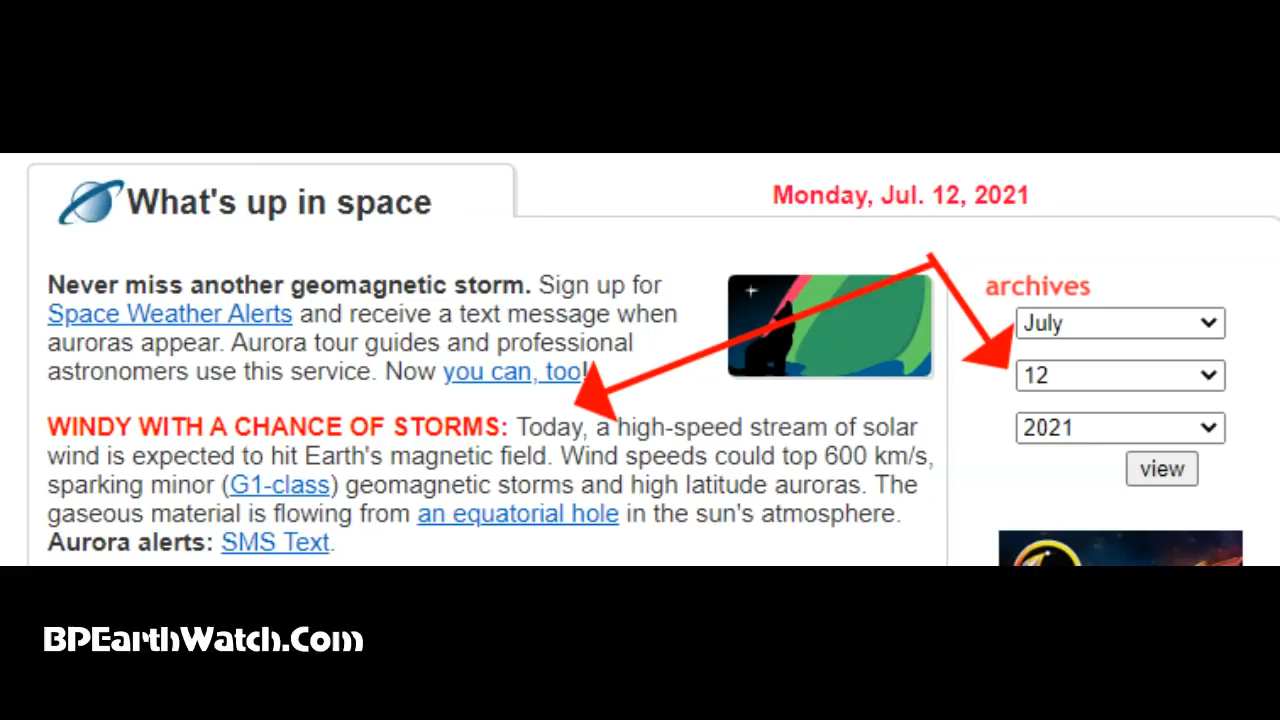 What's up in space
Monday, Jul. 12, 2021
Never miss another geomagnetic storm. Sign up for
Space Weather Alerts and receive a text message when
auroras appear. Aurora tour guides and professional
astronomers use this service. Now you can, too!
WINDY WITH A CHANCE OF STORMS: Today, a high-speed stream of solar
wind is expected to hit Earth's magnetic field. Wind speeds could top 600 km/s,
sparking minor (G1-class) geomagnetic storms and high latitude auroras. The
gaseous material is flowing from an equatorial hole in the sun's atmosphere.
Aurora alerts: SMS Text.
archives
July
12
2021
view
BPEarthWatch.Com